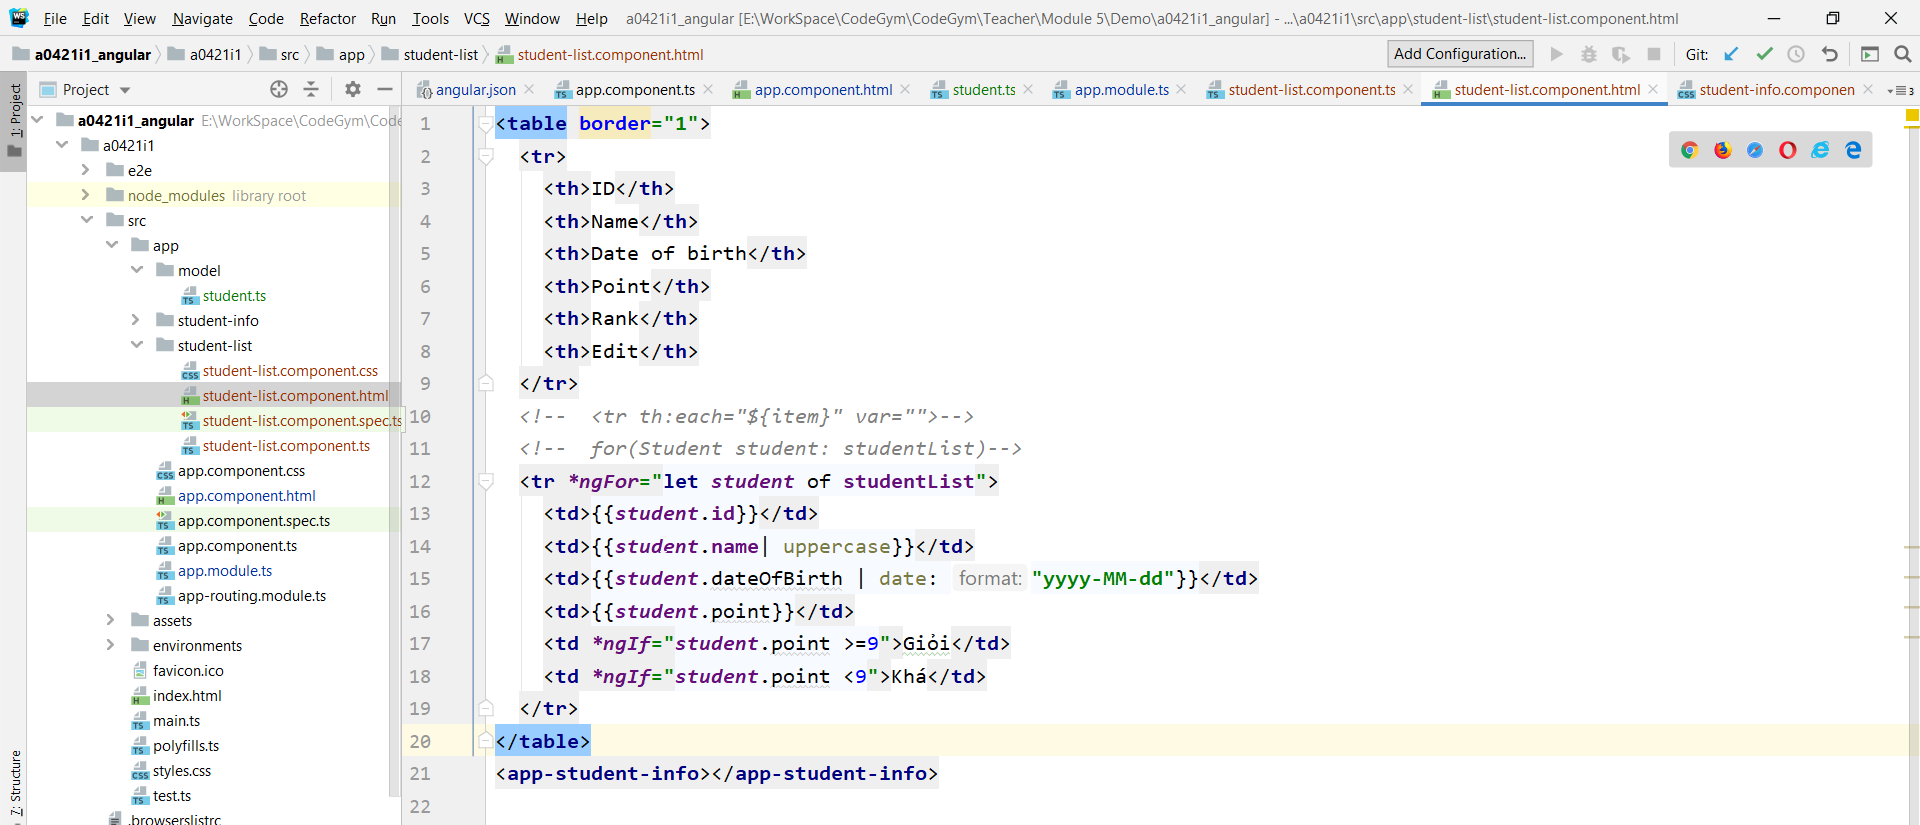 WS File Edit View Navigate Code Refactor Run Tools VCS Window Help a0421i1_angular [E:\WorkSpace\CodeGym\CodeGym\Teacher\Module 5\Demo\a0421i1_angular] - ...\a0421i1\src\app\student-list\student-list.component.html
a0421i1_angular a0421i1 src app student-list student-list.component.html Add Configuration... Git:
Project angular.json app.component.ts app.component.html student.ts app.module.ts student-list.component.ts student-list.component.html student-info.componen 3
1: Project
7: Structure
a0421i1_angular E:\WorkSpace\CodeGym\Code
a0421i1
e2e
node_modules library root
src
app
model
student.ts
student-info
student-list
student-list.component.css
student-list.component.html
student-list.component.spec.ts
student-list.component.ts
app.component.css
app.component.html
app.component.spec.ts
app.component.ts
app.module.ts
app-routing.module.ts
assets
environments
favicon.ico
index.html
main.ts
polyfills.ts
styles.css
test.ts
.browserslistrc
1 <table border="1">
2 <tr>
3 <th>ID</th>
4 <th>Name</th>
5 <th>Date of birth</th>
6 <th>Point</th>
7 <th>Rank</th>
8 <th>Edit</th>
9 </tr>
10 <!-- <tr th:each="${item}" var="">-->
11 <!-- for(Student student: studentList)-->
12 <tr *ngFor="let student of studentList">
13 <td>{{student.id}}</td>
14 <td>{{student.name| uppercase}}</td>
15 <td>{{student.dateOfBirth | date: format: "yyyy-MM-dd"}}</td>
16 <td>{{student.point}}</td>
17 <td *ngIf="student.point >=9">Giỏi</td>
18 <td *ngIf="student.point <9">Khá</td>
19 </tr>
20 </table>
21 <app-student-info></app-student-info>
22